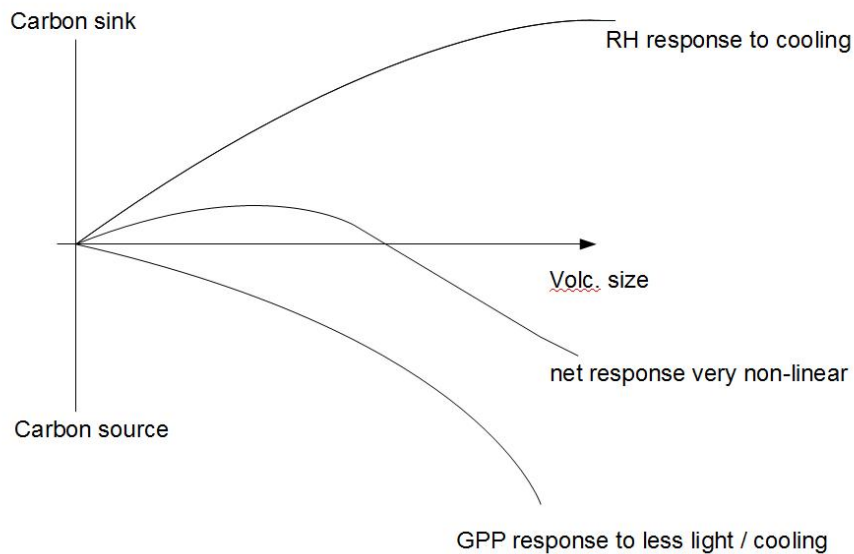 Carbon sink
RH response to cooling
Volc. size
net response very non-linear
Carbon source
GPP response to less light / cooling